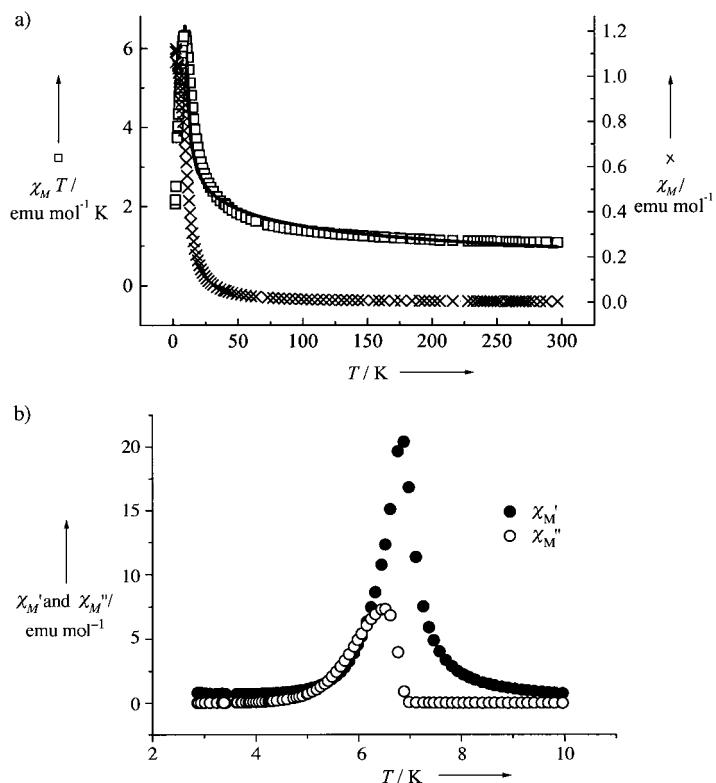 a)
6
4
2
0
□
χM T /
emu mol⁻¹ K
1.2
1.0
0.8
0.6
0.4
0.2
0.0
×
χM /
emu mol⁻¹
0 50 100 150 200 250 300
T / K
b)
20
15
10
5
0
χM' and χM''/
emu mol⁻¹
● χM'
○ χM''
2 4 6 8 10
T / K